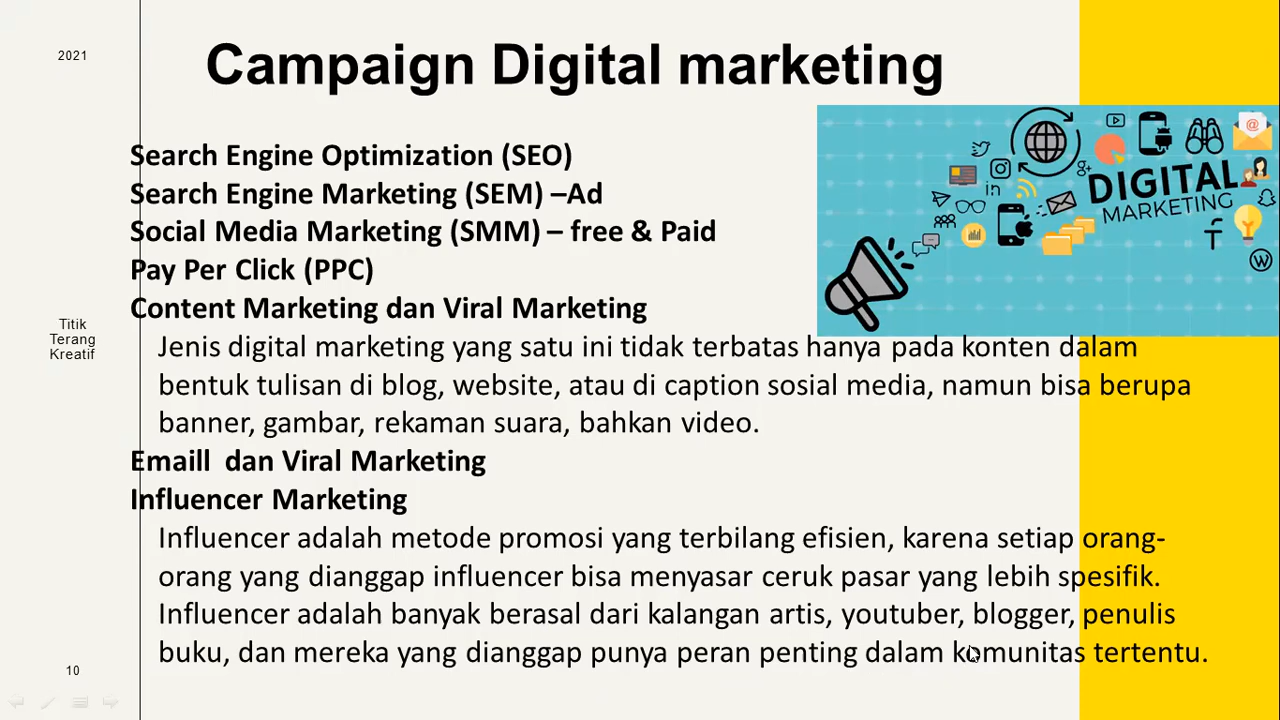 2021
Campaign Digital marketing
Search Engine Optimization (SEO)
Search Engine Marketing (SEM) –Ad
Social Media Marketing (SMM) – free & Paid
Pay Per Click (PPC)
Content Marketing dan Viral Marketing
Jenis digital marketing yang satu ini tidak terbatas hanya pada konten dalam
bentuk tulisan di blog, website, atau di caption sosial media, namun bisa berupa
banner, gambar, rekaman suara, bahkan video.
Emaill dan Viral Marketing
Influencer Marketing
Influencer adalah metode promosi yang terbilang efisien, karena setiap orang-
orang yang dianggap influencer bisa menyasar ceruk pasar yang lebih spesifik.
Influencer adalah banyak berasal dari kalangan artis, youtuber, blogger, penulis
buku, dan mereka yang dianggap punya peran penting dalam komunitas tertentu.
DIGITAL
MARKETING
Titik
Terang
Kreatif
10